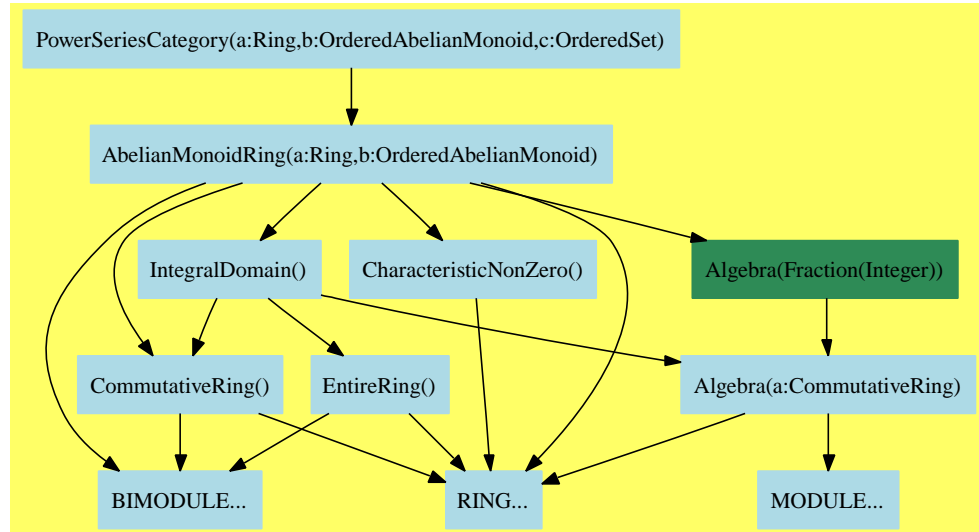 PowerSeriesCategory(a:Ring,b:OrderedAbelianMonoid,c:OrderedSet)
AbelianMonoidRing(a:Ring,b:OrderedAbelianMonoid)
IntegralDomain()
CharacteristicNonZero()
Algebra(Fraction(Integer))
CommutativeRing()
EntireRing()
Algebra(a:CommutativeRing)
BIMODULE...
RING...
MODULE...